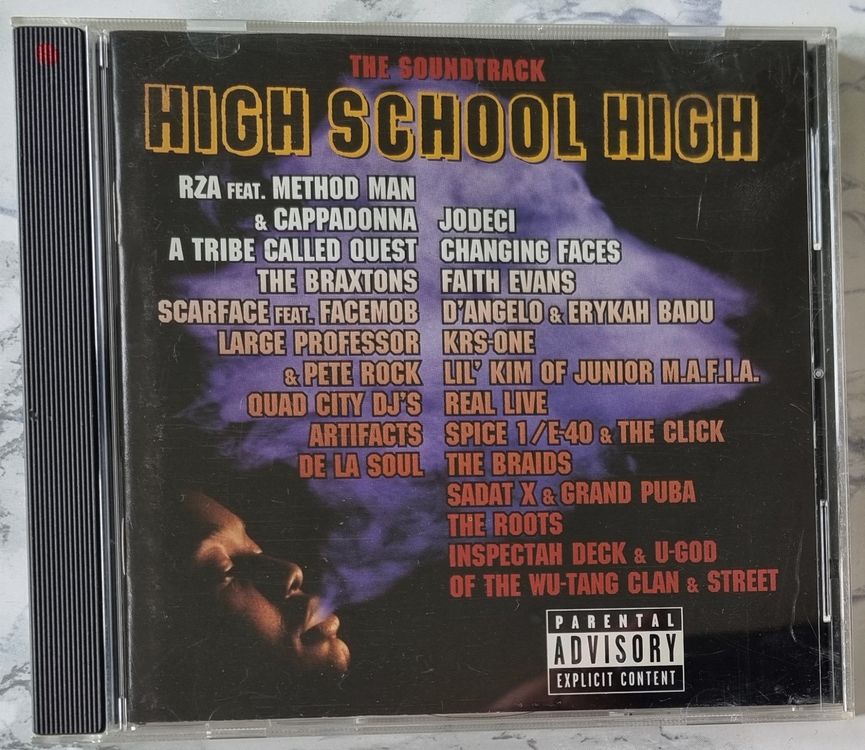 THE SOUNDTRACK
HIGH SCHOOL HIGH
RZA FEAT. METHOD MAN
& CAPPADONNA
A TRIBE CALLED QUEST
THE BRAXTONS
SCARFACE FEAT. FACEMOB
LARGE PROFESSOR
& PETE ROCK
QUAD CITY DJ'S
ARTIFACTS
DE LA SOUL
JODECI
CHANGING FACES
FAITH EVANS
D'ANGELO & ERYKAH BADU
KRS-ONE
LIL' KIM OF JUNIOR M.A.F.I.A.
REAL LIVE
SPICE 1/E-40 & THE CLICK
THE BRAIDS
SADAT X & GRAND PUBA
THE ROOTS
INSPECTAH DECK & U-GOD
OF THE WU-TANG CLAN & STREET
PARENTAL
ADVISORY
EXPLICIT CONTENT